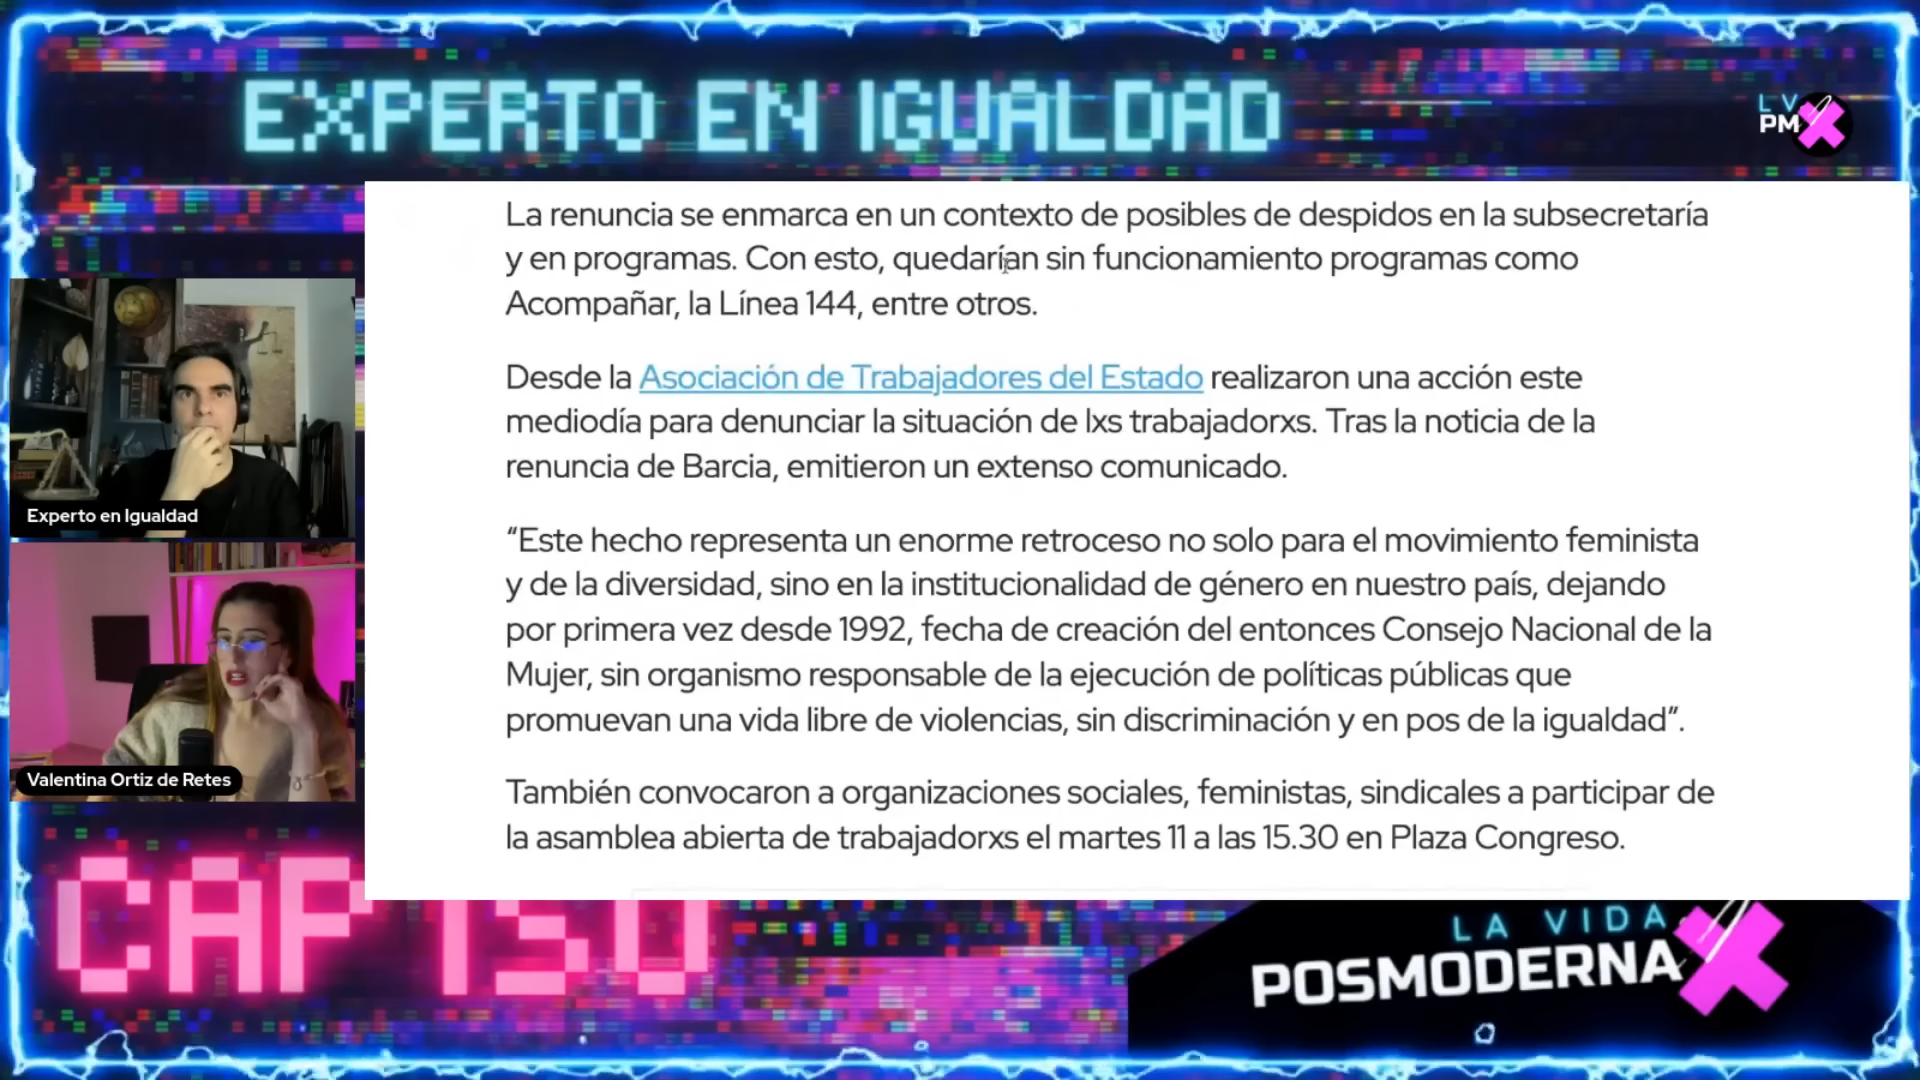 EXPERTO EN IGUALDAD
LV
PM
La renuncia se enmarca en un contexto de posibles de despidos en la subsecretaría
y en programas. Con esto, quedarían sin funcionamiento programas como
Acompañar, la Línea 144, entre otros.
Desde la Asociación de Trabajadores del Estado realizaron una acción este
mediodía para denunciar la situación de lxs trabajadorxs. Tras la noticia de la
renuncia de Barcia, emitieron un extenso comunicado.
“Este hecho representa un enorme retroceso no solo para el movimiento feminista
y de la diversidad, sino en la institucionalidad de género en nuestro país, dejando
por primera vez desde 1992, fecha de creación del entonces Consejo Nacional de la
Mujer, sin organismo responsable de la ejecución de políticas públicas que
promuevan una vida libre de violencias, sin discriminación y en pos de la igualdad”.
También convocaron a organizaciones sociales, feministas, sindicales a participar de
la asamblea abierta de trabajadorxs el martes 11 a las 15.30 en Plaza Congreso.
Experto en Igualdad
Valentina Ortiz de Retes
CAP 150
LA VIDA
POSMODERNA